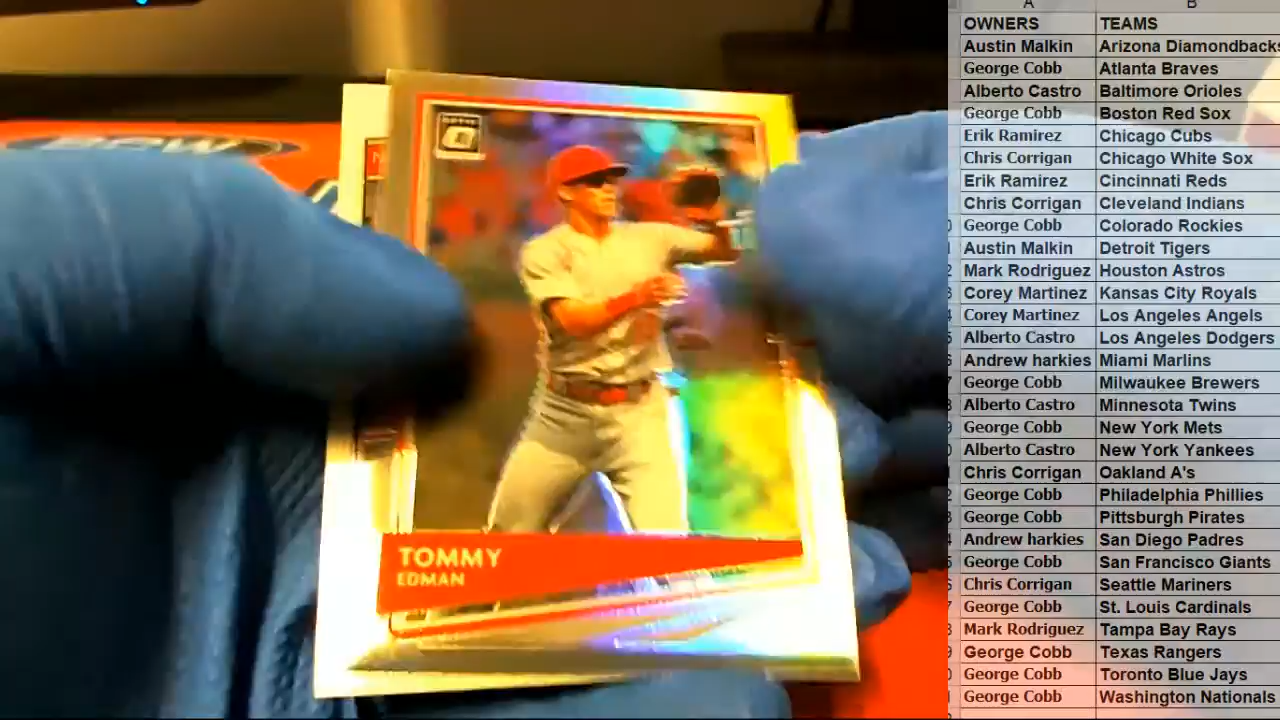 A B
OWNERS TEAMS
Austin Malkin Arizona Diamondbacks
George Cobb Atlanta Braves
Alberto Castro Baltimore Orioles
George Cobb Boston Red Sox
Erik Ramirez Chicago Cubs
Chris Corrigan Chicago White Sox
Erik Ramirez Cincinnati Reds
Chris Corrigan Cleveland Indians
George Cobb Colorado Rockies
Austin Malkin Detroit Tigers
Mark Rodriguez Houston Astros
Corey Martinez Kansas City Royals
Corey Martinez Los Angeles Angels
Alberto Castro Los Angeles Dodgers
Andrew harkies Miami Marlins
George Cobb Milwaukee Brewers
Alberto Castro Minnesota Twins
George Cobb New York Mets
Alberto Castro New York Yankees
Chris Corrigan Oakland A's
George Cobb Philadelphia Phillies
George Cobb Pittsburgh Pirates
Andrew harkies San Diego Padres
George Cobb San Francisco Giants
Chris Corrigan Seattle Mariners
George Cobb St. Louis Cardinals
Mark Rodriguez Tampa Bay Rays
George Cobb Texas Rangers
George Cobb Toronto Blue Jays
George Cobb Washington Nationals
TOMMY
EDMAN